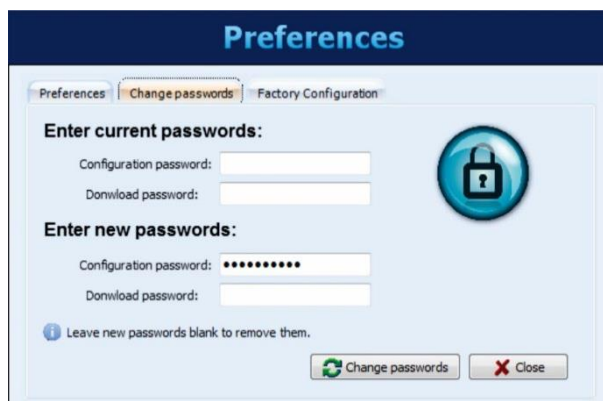 Preferences
Preferences Change passwords Factory Configuration
Enter current passwords:
Configuration password:
Donwload password:
Enter new passwords:
Configuration password: ••••••••••
Donwload password:
Leave new passwords blank to remove them.
Change passwords Close